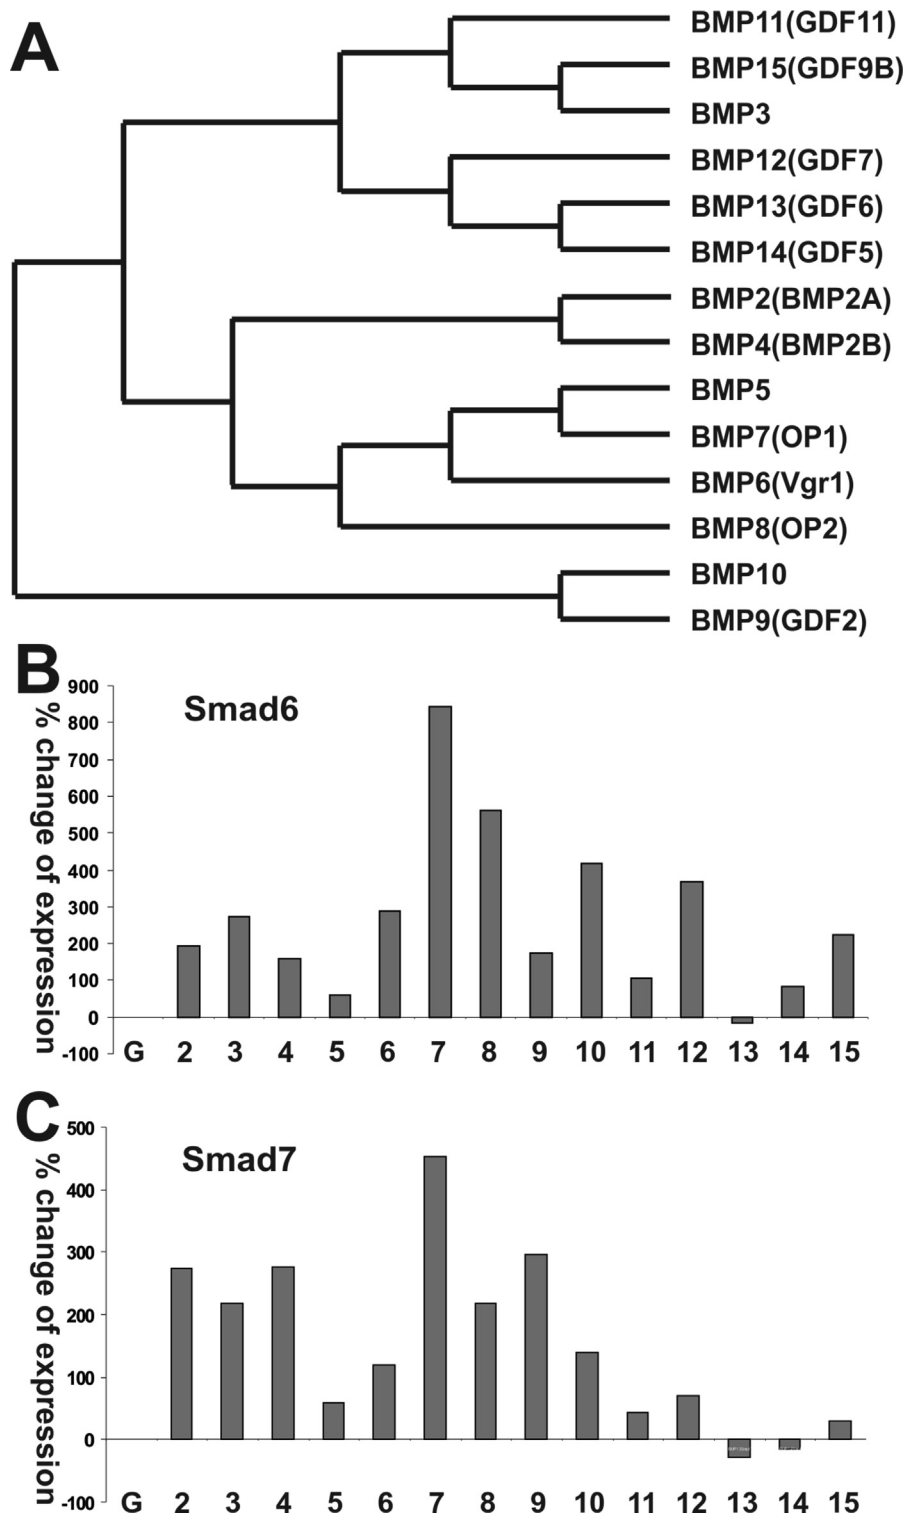 A
BMP11(GDF11)
BMP15(GDF9B)
BMP3
BMP12(GDF7)
BMP13(GDF6)
BMP14(GDF5)
BMP2(BMP2A)
BMP4(BMP2B)
BMP5
BMP7(OP1)
BMP6(Vgr1)
BMP8(OP2)
BMP10
BMP9(GDF2)
B
% change of expression
Smad6
900
800
700
600
500
400
300
200
100
0
-100
G 2 3 4 5 6 7 8 9 10 11 12 13 14 15
C
% change of expression
Smad7
500
400
300
200
100
0
-100
G 2 3 4 5 6 7 8 9 10 11 12 13 14 15